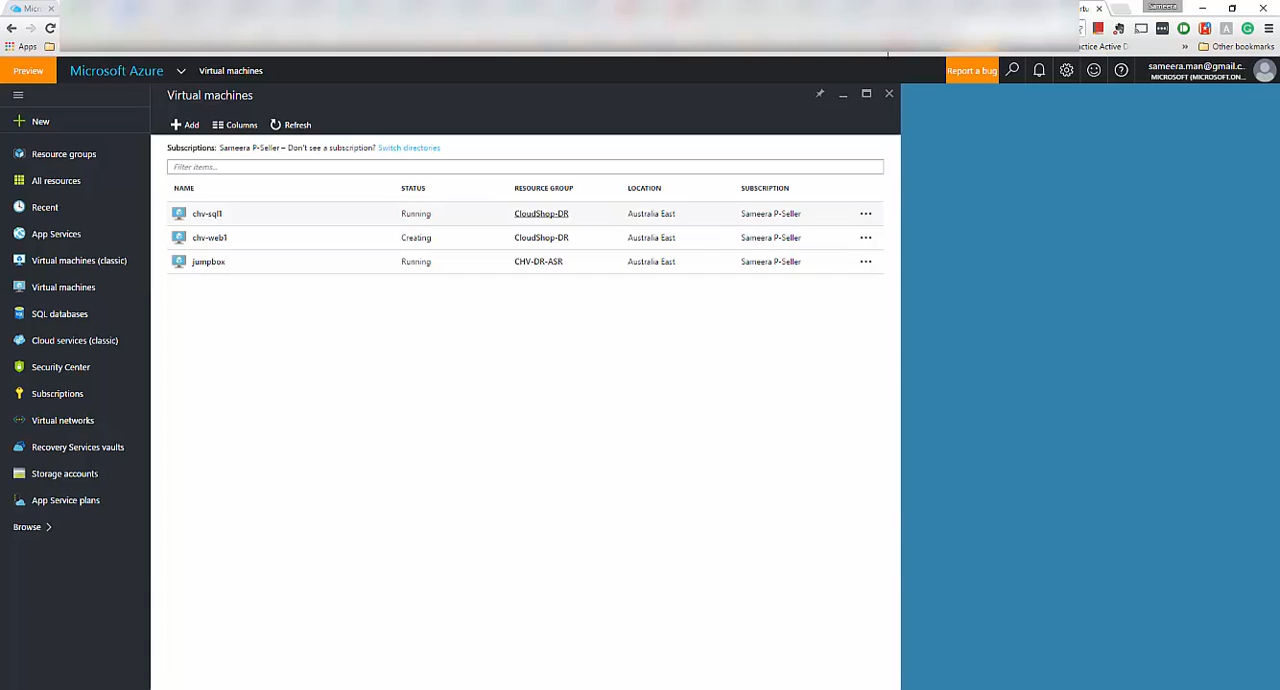 Micr
rtu
Sameera
Apps
actice Active D
»
Other bookmarks
Preview
Microsoft Azure
Virtual machines
Report a bug
sameera.man@gmail.c...
MICROSOFT (MICROSOFT.ON...
Virtual machines
New
Add
Columns
Refresh
Subscriptions: Sameera P-Seller – Don't see a subscription? Switch directories
Filter items...
NAME STATUS RESOURCE GROUP LOCATION SUBSCRIPTION
chv-sql1 Running CloudShop-DR Australia East Sameera P-Seller ...
chv-web1 Creating CloudShop-DR Australia East Sameera P-Seller ...
jumpbox Running CHV-DR-ASR Australia East Sameera P-Seller ...
Resource groups
All resources
Recent
App Services
Virtual machines (classic)
Virtual machines
SQL databases
Cloud services (classic)
Security Center
Subscriptions
Virtual networks
Recovery Services vaults
Storage accounts
App Service plans
Browse >